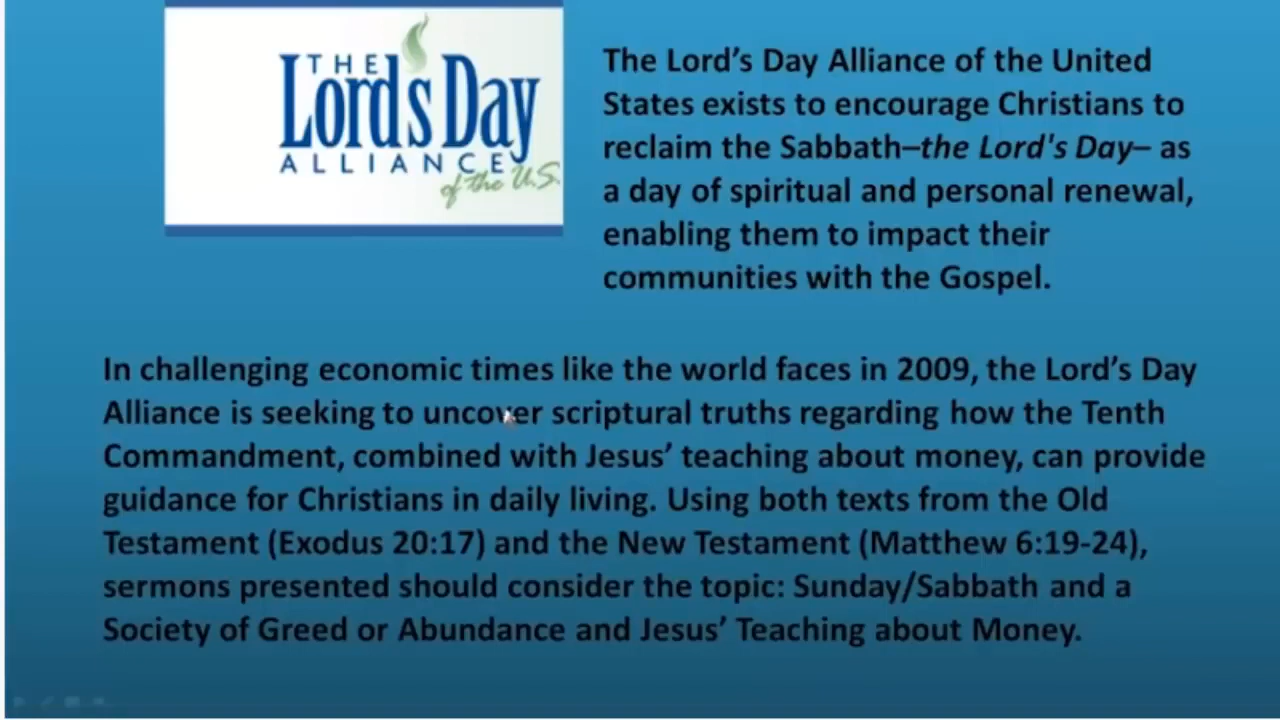 THE
Lord's Day
ALLIANCE
of the U.S.
The Lord's Day Alliance of the United
States exists to encourage Christians to
reclaim the Sabbath–the Lord's Day– as
a day of spiritual and personal renewal,
enabling them to impact their
communities with the Gospel.
In challenging economic times like the world faces in 2009, the Lord's Day
Alliance is seeking to uncover scriptural truths regarding how the Tenth
Commandment, combined with Jesus' teaching about money, can provide
guidance for Christians in daily living. Using both texts from the Old
Testament (Exodus 20:17) and the New Testament (Matthew 6:19-24),
sermons presented should consider the topic: Sunday/Sabbath and a
Society of Greed or Abundance and Jesus' Teaching about Money.